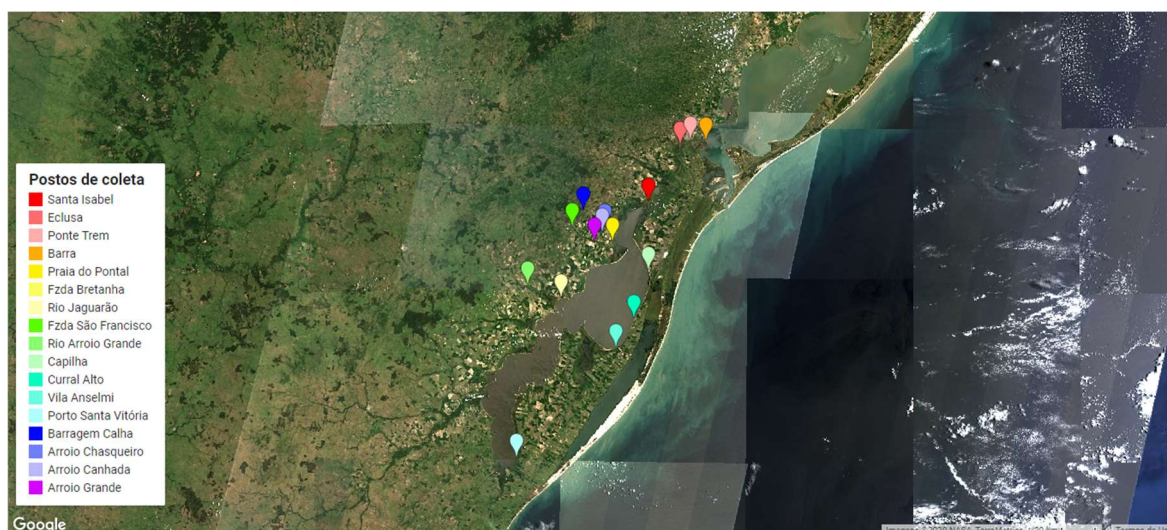 Postos de coleta
Santa Isabel
Eclusa
Ponte Trem
Barra
Praia do Pontal
Fzda Bretanha
Rio Jaguarão
Fzda São Francisco
Rio Arroio Grande
Capilha
Curral Alto
Vila Anselmi
Porto Santa Vitória
Barragem Calha
Arroio Chasqueiro
Arroio Canhada
Arroio Grande
Google